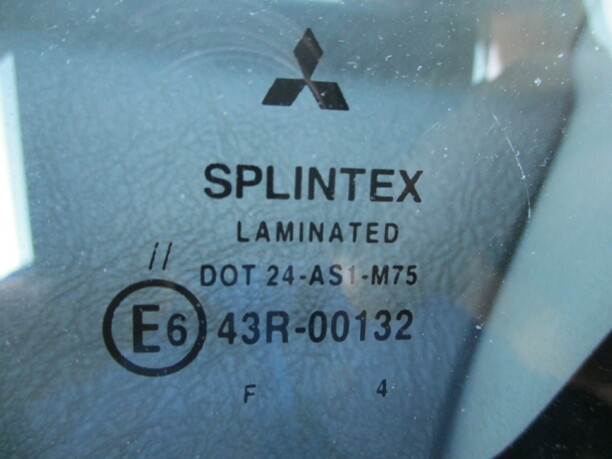 SPLINTEX
LAMINATED
//
DOT 24-AS1-M75
E6 43R-00132
F 4